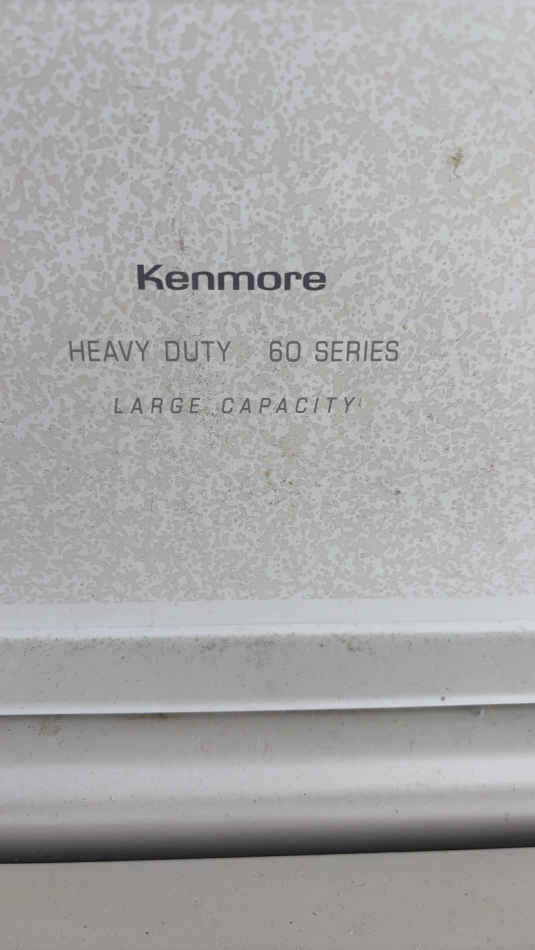 Kenmore
HEAVY DUTY 60 SERIES
LARGE CAPACITY